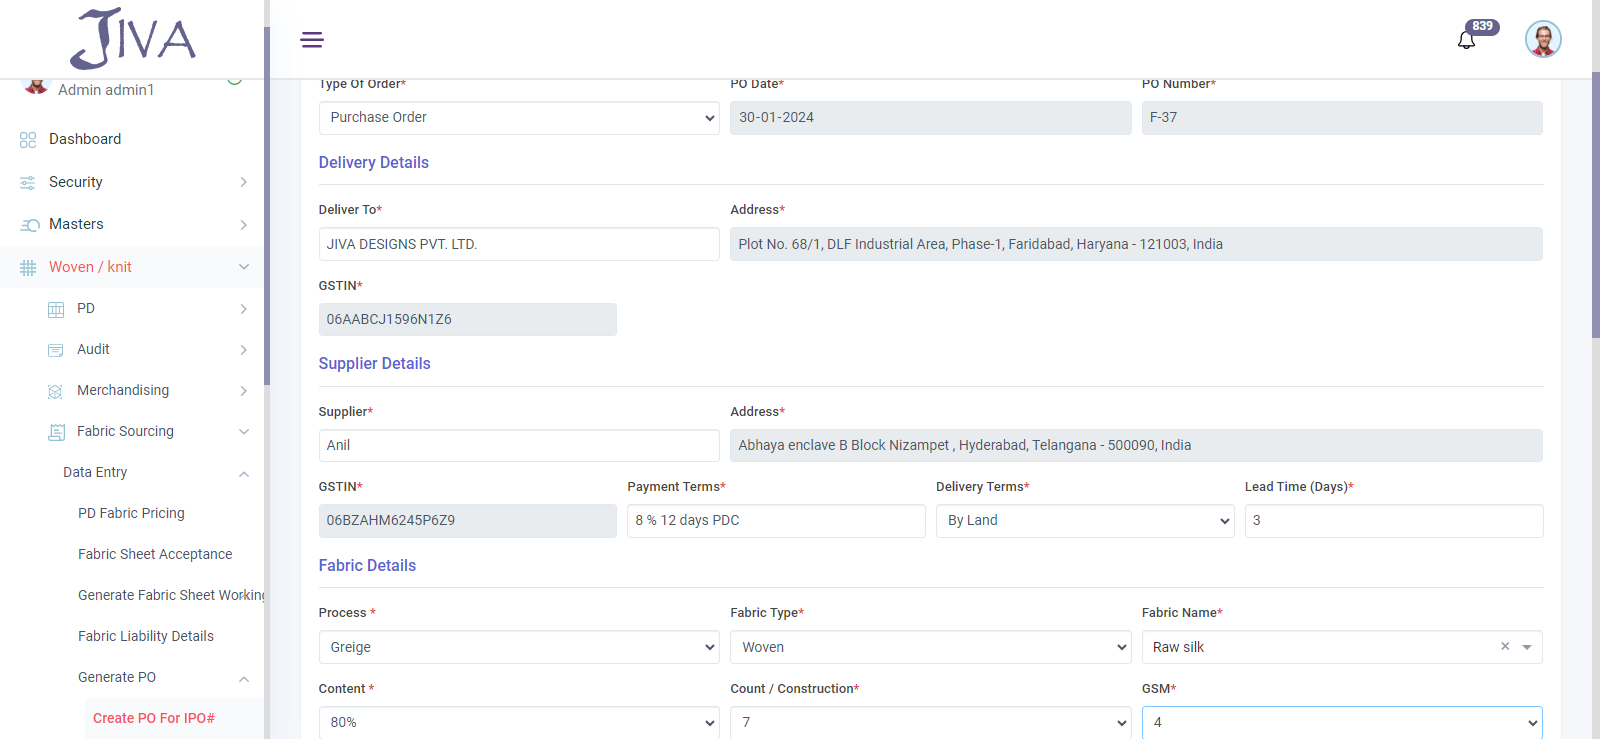 JIVA
839
Admin admin1
Dashboard
Security
Masters
Woven / knit
PD
Audit
Merchandising
Fabric Sourcing
Data Entry
PD Fabric Pricing
Fabric Sheet Acceptance
Generate Fabric Sheet Working
Fabric Liability Details
Generate PO
Create PO For IPO#
Type Of Order* PO Date* PO Number*
Purchase Order 30-01-2024 F-37
Delivery Details
Deliver To* Address*
JIVA DESIGNS PVT. LTD. Plot No. 68/1, DLF Industrial Area, Phase-1, Faridabad, Haryana - 121003, India
GSTIN*
06AABCJ1596N1Z6
Supplier Details
Supplier* Address*
Anil Abhaya enclave B Block Nizampet , Hyderabad, Telangana - 500090, India
GSTIN* Payment Terms* Delivery Terms* Lead Time (Days)*
06BZAHM6245P6Z9 8 % 12 days PDC By Land 3
Fabric Details
Process * Fabric Type* Fabric Name*
Greige Woven Raw silk ×
Content * Count / Construction* GSM*
80% 7 4